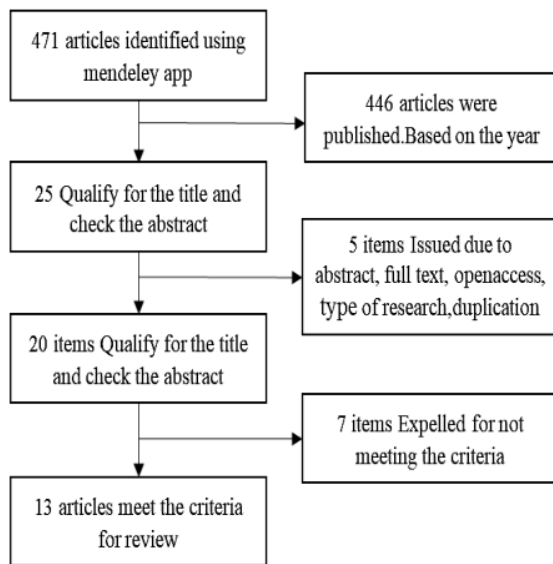 471 articles identified using
mendeley app
446 articles were
published.Based on the year
25 Qualify for the title and
check the abstract
5 items Issued due to
abstract, full text, openaccess,
type of research,duplication
20 items Qualify for the title
and check the abstract
7 items Expelled for not
meeting the criteria
13 articles meet the criteria
for review